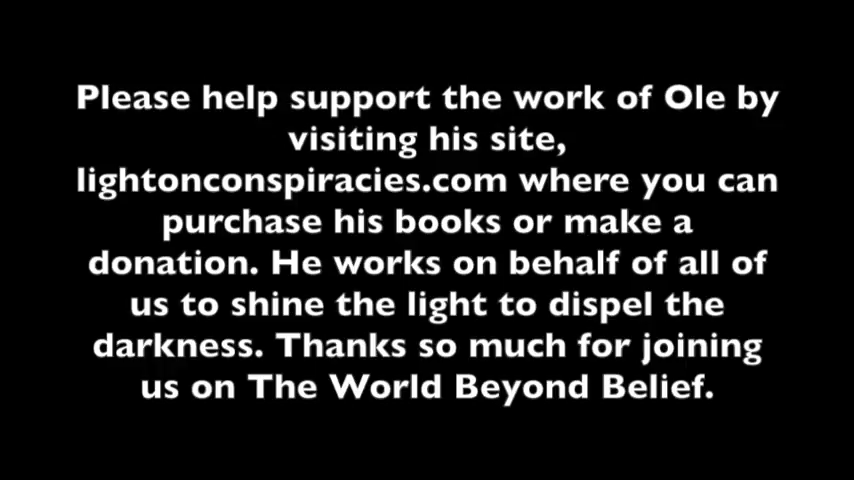 Please help support the work of Ole by
visiting his site,
lightonconspiracies.com where you can
purchase his books or make a
donation. He works on behalf of all of
us to shine the light to dispel the
darkness. Thanks so much for joining
us on The World Beyond Belief.